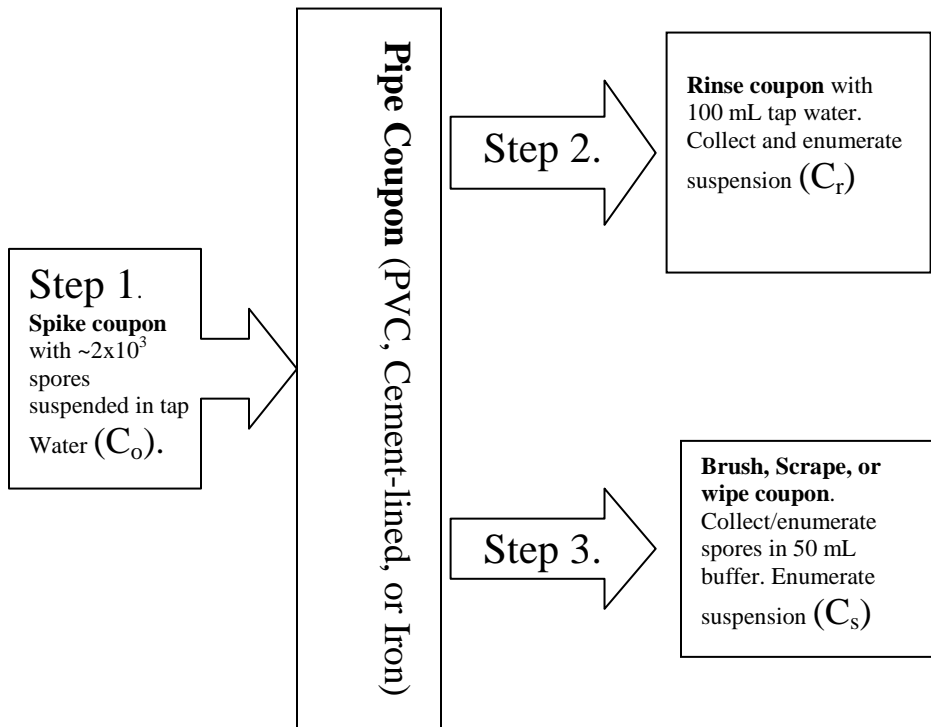 Step 1.
Spike coupon
with ~2x10³
spores
suspended in tap
Water (Cₒ).
Pipe Coupon (PVC, Cement-lined, or Iron)
Step 2.
Rinse coupon with
100 mL tap water.
Collect and enumerate
suspension (Cᵣ)
Step 3.
Brush, Scrape, or
wipe coupon.
Collect/enumerate
spores in 50 mL
buffer. Enumerate
suspension (Cₛ)